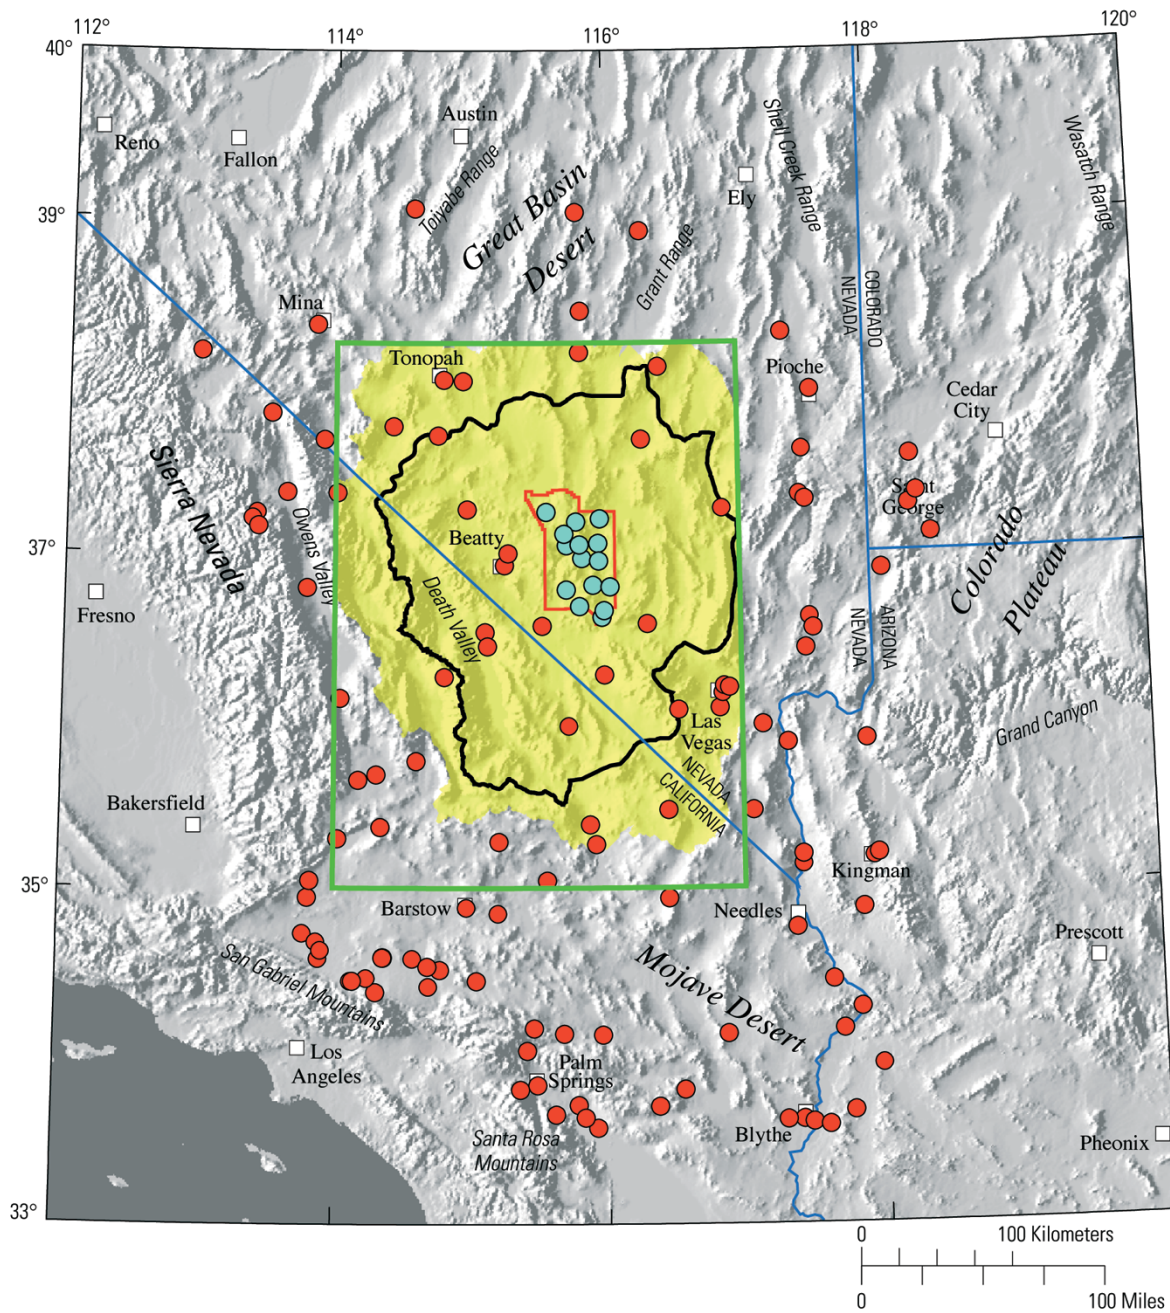 112°
114°
116°
118°
120°
40°
39°
37°
35°
33°
Reno
Fallon
Austin
Toiyabe Range
Great Basin
Desert
Ely
Shell Creek Range
Wasatch Range
Grant Range
Mina
NEVADA
COLORADO
Tonopah
Pioche
Cedar
City
Sierra Nevada
Owens Valley
Saint
George
Beatty
Colorado
Plateau
Fresno
Death Valley
NEVADA
ARIZONA
Las
Vegas
Grand Canyon
NEVADA
CALIFORNIA
Bakersfield
Kingman
Barstow
Needles
Prescott
San Gabriel Mountains
Mojave Desert
Los
Angeles
Palm
Springs
Santa Rosa
Mountains
Blythe
Pheonix
0
100 Kilometers
0
100 Miles